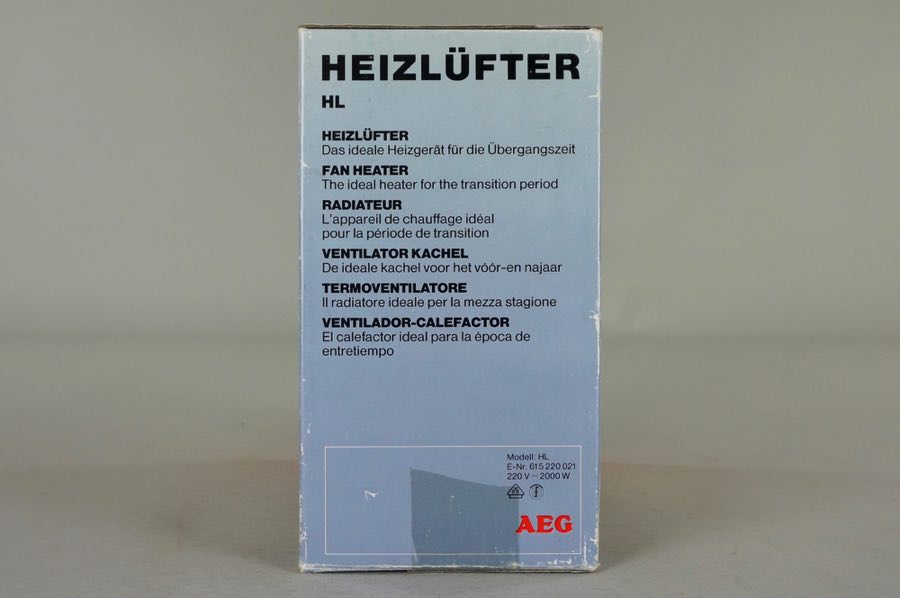 HEIZLÜFTER
HL
HEIZLÜFTER
Das ideale Heizgerät für die Übergangszeit
FAN HEATER
The ideal heater for the transition period
RADIATEUR
L'appareil de chauffage idéal
pour la période de transition
VENTILATOR KACHEL
De ideale kachel voor het vóór-en najaar
TERMOVENTILATORE
Il radiatore ideale per la mezza stagione
VENTILADOR-CALEFACTOR
El calefactor ideal para la época de
entretiempo
Modell: HL
E-Nr. 615 220 021
220 V ~ 2000 W
AEG